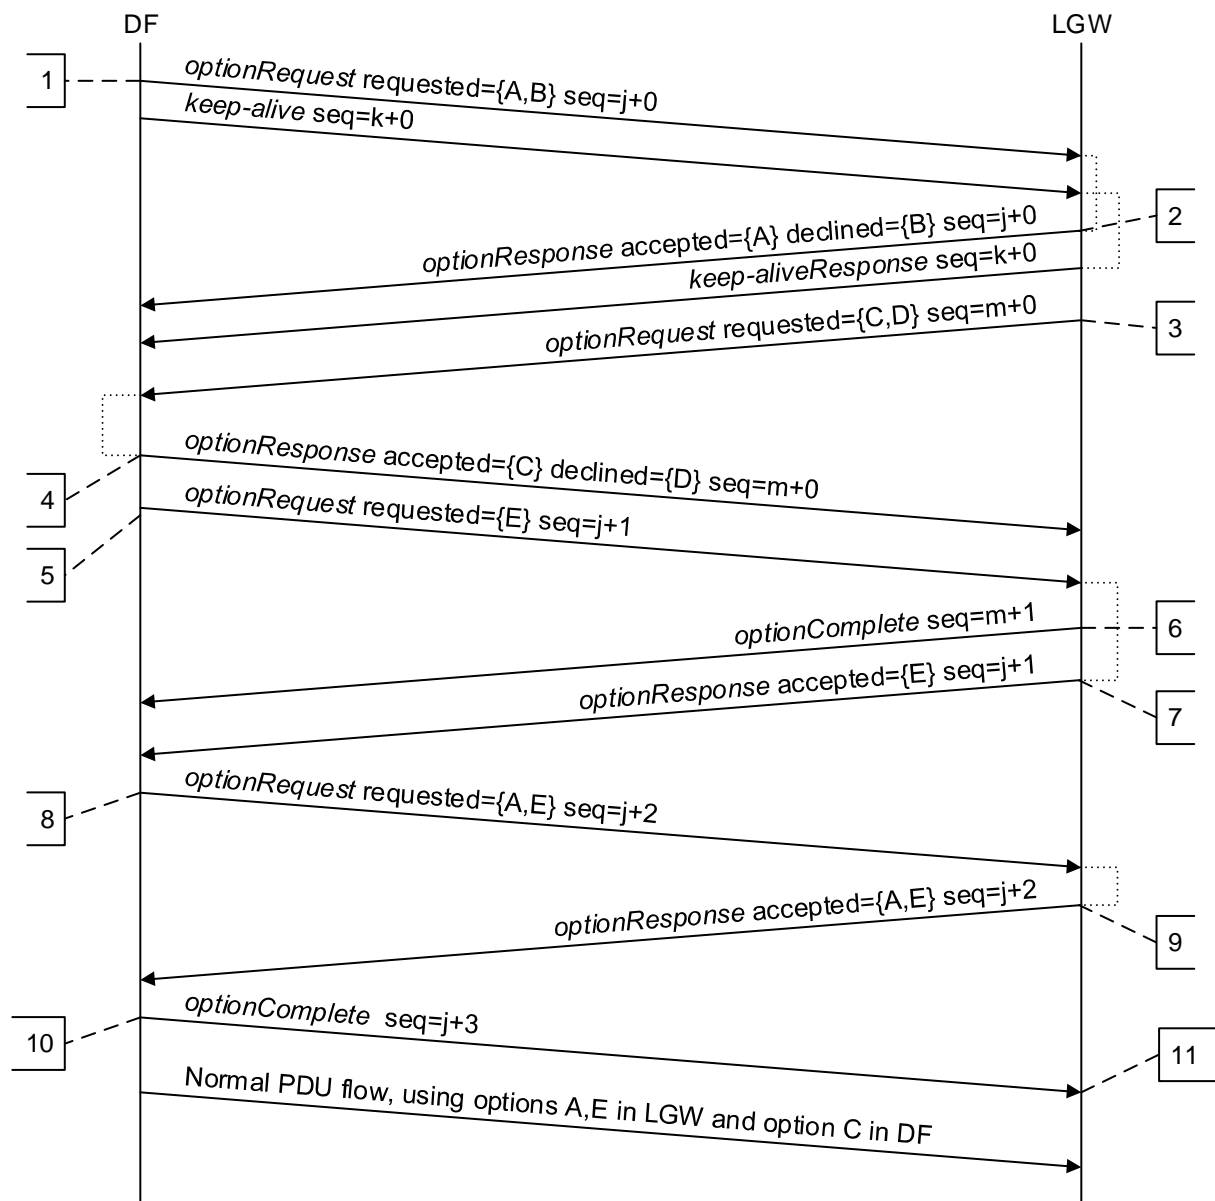 DF
LGW
1
optionRequest requested={A,B} seq=j+0
keep-alive seq=k+0
2
optionResponse accepted={A} declined={B} seq=j+0
keep-aliveResponse seq=k+0
optionRequest requested={C,D} seq=m+0
3
optionResponse accepted={C} declined={D} seq=m+0
4
optionRequest requested={E} seq=j+1
5
optionComplete seq=m+1
6
optionResponse accepted={E} seq=j+1
7
optionRequest requested={A,E} seq=j+2
8
optionResponse accepted={A,E} seq=j+2
9
optionComplete  seq=j+3
10
11
Normal PDU flow, using options A,E in LGW and option C in DF